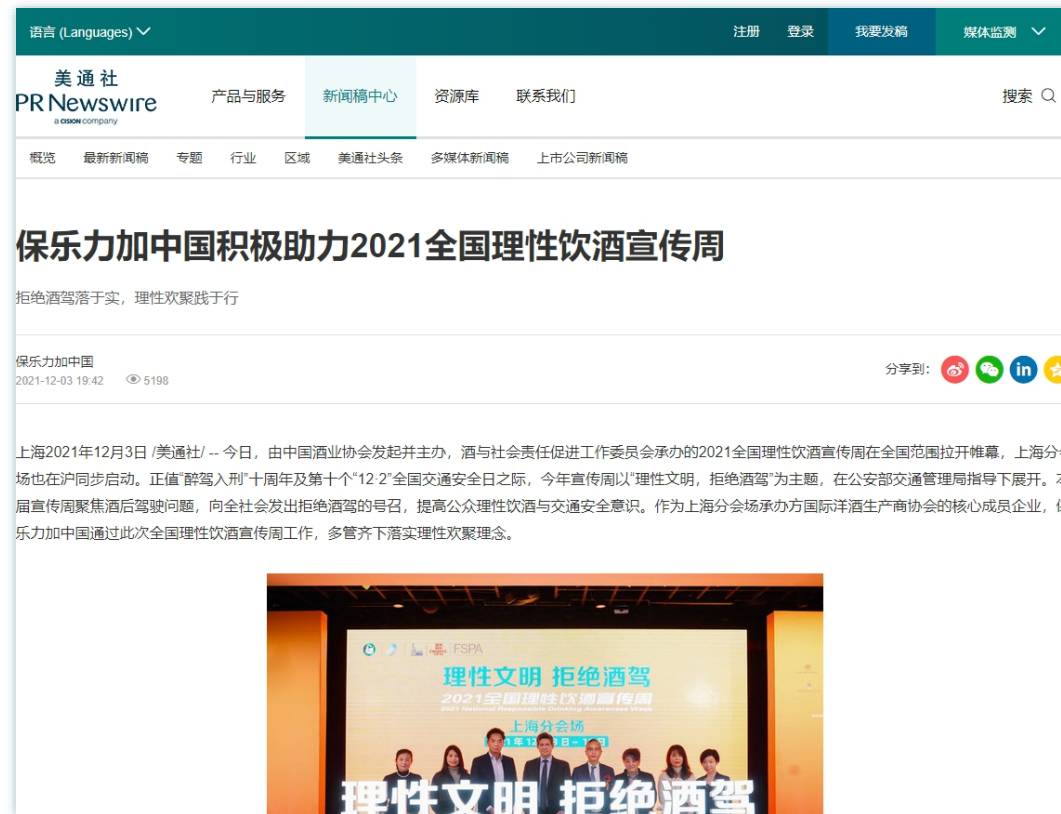 语言 (Languages)
注册
登录
我要发稿
媒体监测
美通社
PR Newswire
a CISION company
产品与服务
新闻稿中心
资源库
联系我们
搜索
概览
最新新闻稿
专题
行业
区域
美通社头条
多媒体新闻稿
上市公司新闻稿
保乐力加中国积极助力2021全国理性饮酒宣传周
拒绝酒驾落于实，理性欢聚践于行
保乐力加中国
2021-12-03 19:42
5198
分享到：
上海2021年12月3日 /美通社/ -- 今日，由中国酒业协会发起并主办，酒与社会责任促进工作委员会承办的2021全国理性饮酒宣传周在全国范围拉开帷幕，上海分会
场也在沪同步启动。正值“醉驾入刑”十周年及第十个“12·2”全国交通安全日之际，今年宣传周以“理性文明，拒绝酒驾”为主题，在公安部交通管理局指导下展开。本
届宣传周聚焦酒后驾驶问题，向全社会发出拒绝酒驾的号召，提高公众理性饮酒与交通安全意识。作为上海分会场承办方国际洋酒生产商协会的核心成员企业，保
乐力加中国通过此次全国理性饮酒宣传周工作，多管齐下落实理性欢聚理念。
FSPA
理性文明 拒绝酒驾
2021全国理性饮酒宣传周
2021 National Responsible Drinking Awareness Week
上海分会场
理性文明 拒绝酒驾